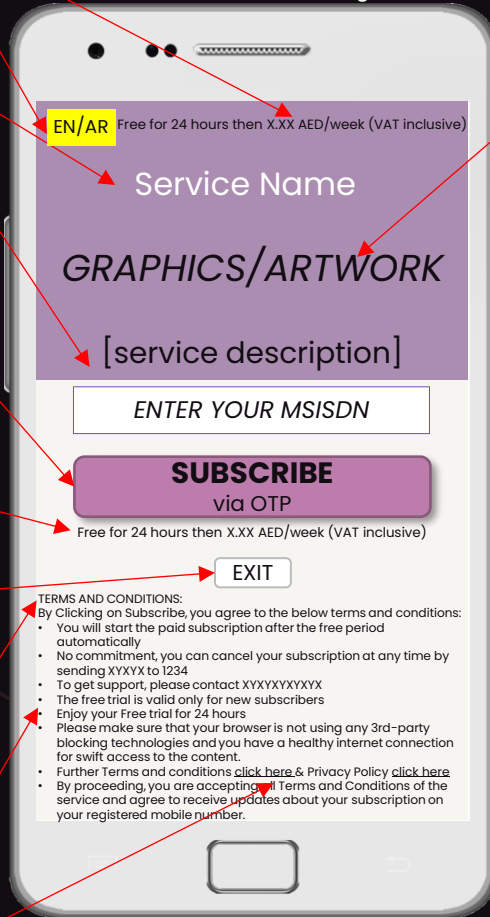 EN/AR Free for 24 hours then X.XX AED/week (VAT inclusive)
Service Name
GRAPHICS/ARTWORK
[service description]
ENTER YOUR MSISDN
SUBSCRIBE
via OTP
Free for 24 hours then X.XX AED/week (VAT inclusive)
EXIT
TERMS AND CONDITIONS:
By Clicking on Subscribe, you agree to the below terms and conditions:
• You will start the paid subscription after the free period
automatically
• No commitment, you can cancel your subscription at any time by
sending XYXYX to 1234
• To get support, please contact XYXYXYXYXYX
• The free trial is valid only for new subscribers
• Enjoy your Free trial for 24 hours
• Please make sure that your browser is not using any 3rd-party
blocking technologies and you have a healthy internet connection
for swift access to the content.
• Further Terms and conditions click here & Privacy Policy click here
• By proceeding, you are accepting all Terms and Conditions of the
service and agree to receive updates about your subscription on
your registered mobile number.